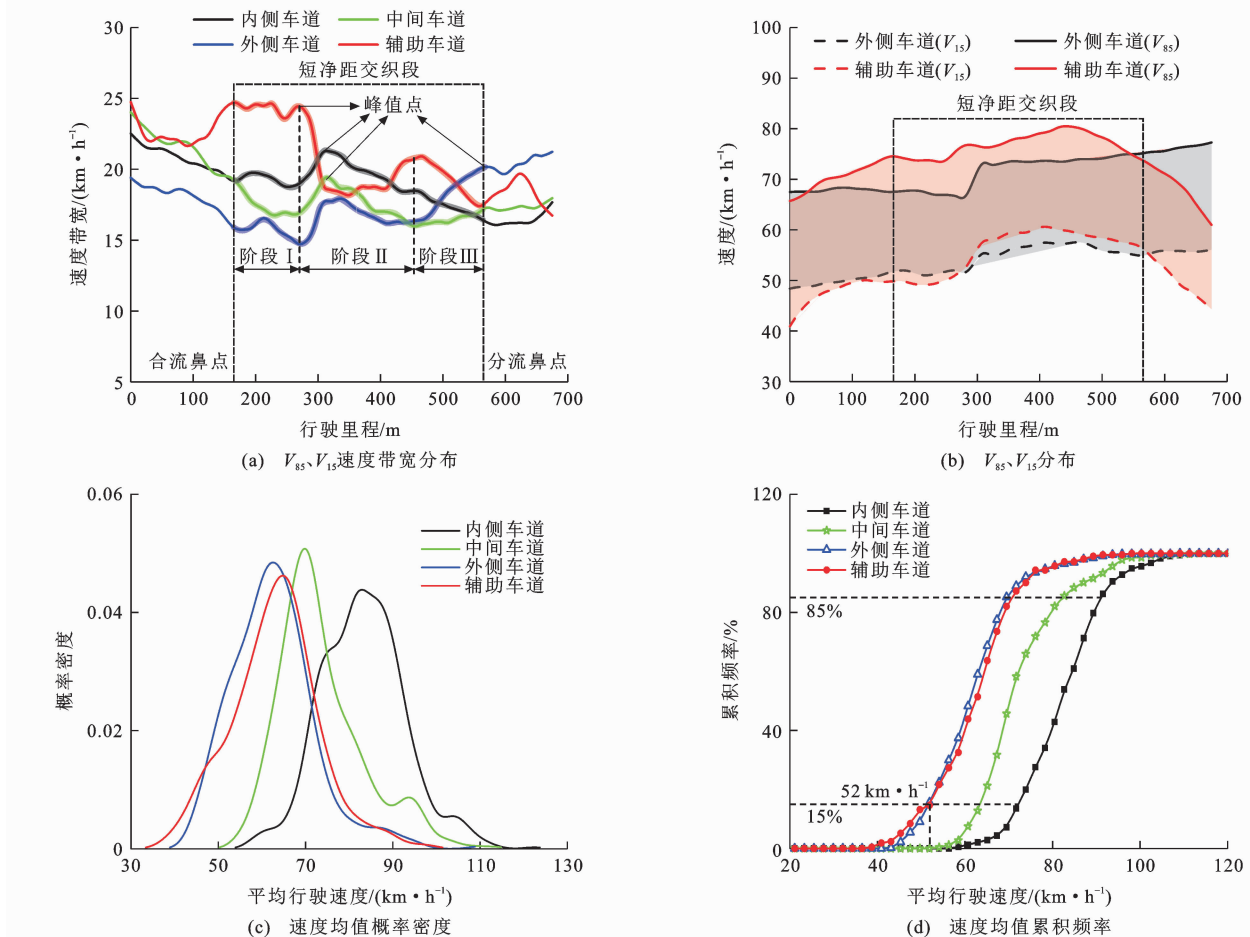 内侧车道 中间车道
外侧车道 辅助车道
短净距交织段
峰值点
阶段Ⅰ 阶段Ⅱ 阶段Ⅲ
合流鼻点 分流鼻点
30
25
20
15
10
5
速度带宽/(km·h⁻¹)
0 100 200 300 400 500 600 700
行驶里程/m
(a) V₈₅、V₁₅速度带宽分布
外侧车道(V₁₅) 外侧车道(V₈₅)
辅助车道(V₁₅) 辅助车道(V₈₅)
短净距交织段
100
90
80
70
60
50
40
30
速度/(km·h⁻¹)
0 100 200 300 400 500 600 700
行驶里程/m
(b) V₈₅、V₁₅分布
内侧车道
中间车道
外侧车道
辅助车道
0.06
0.04
0.02
0
概率密度
30 50 70 90 110 130
平均行驶速度/(km·h⁻¹)
(c) 速度均值概率密度
内侧车道
中间车道
外侧车道
辅助车道
85%
52 km·h⁻¹
15%
120
80
40
0
累积频率/%
20 40 60 80 100 120
平均行驶速度/(km·h⁻¹)
(d) 速度均值累积频率